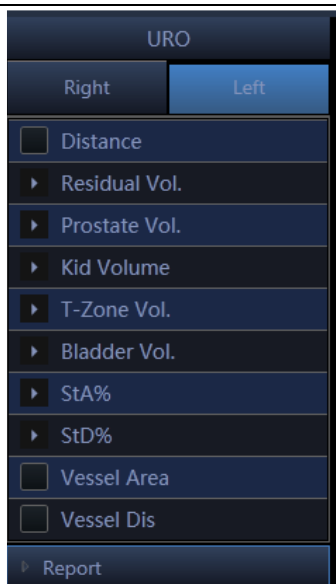 URO
Right Left
Distance
Residual Vol.
Prostate Vol.
Kid Volume
T-Zone Vol.
Bladder Vol.
StA%
StD%
Vessel Area
Vessel Dis
Report